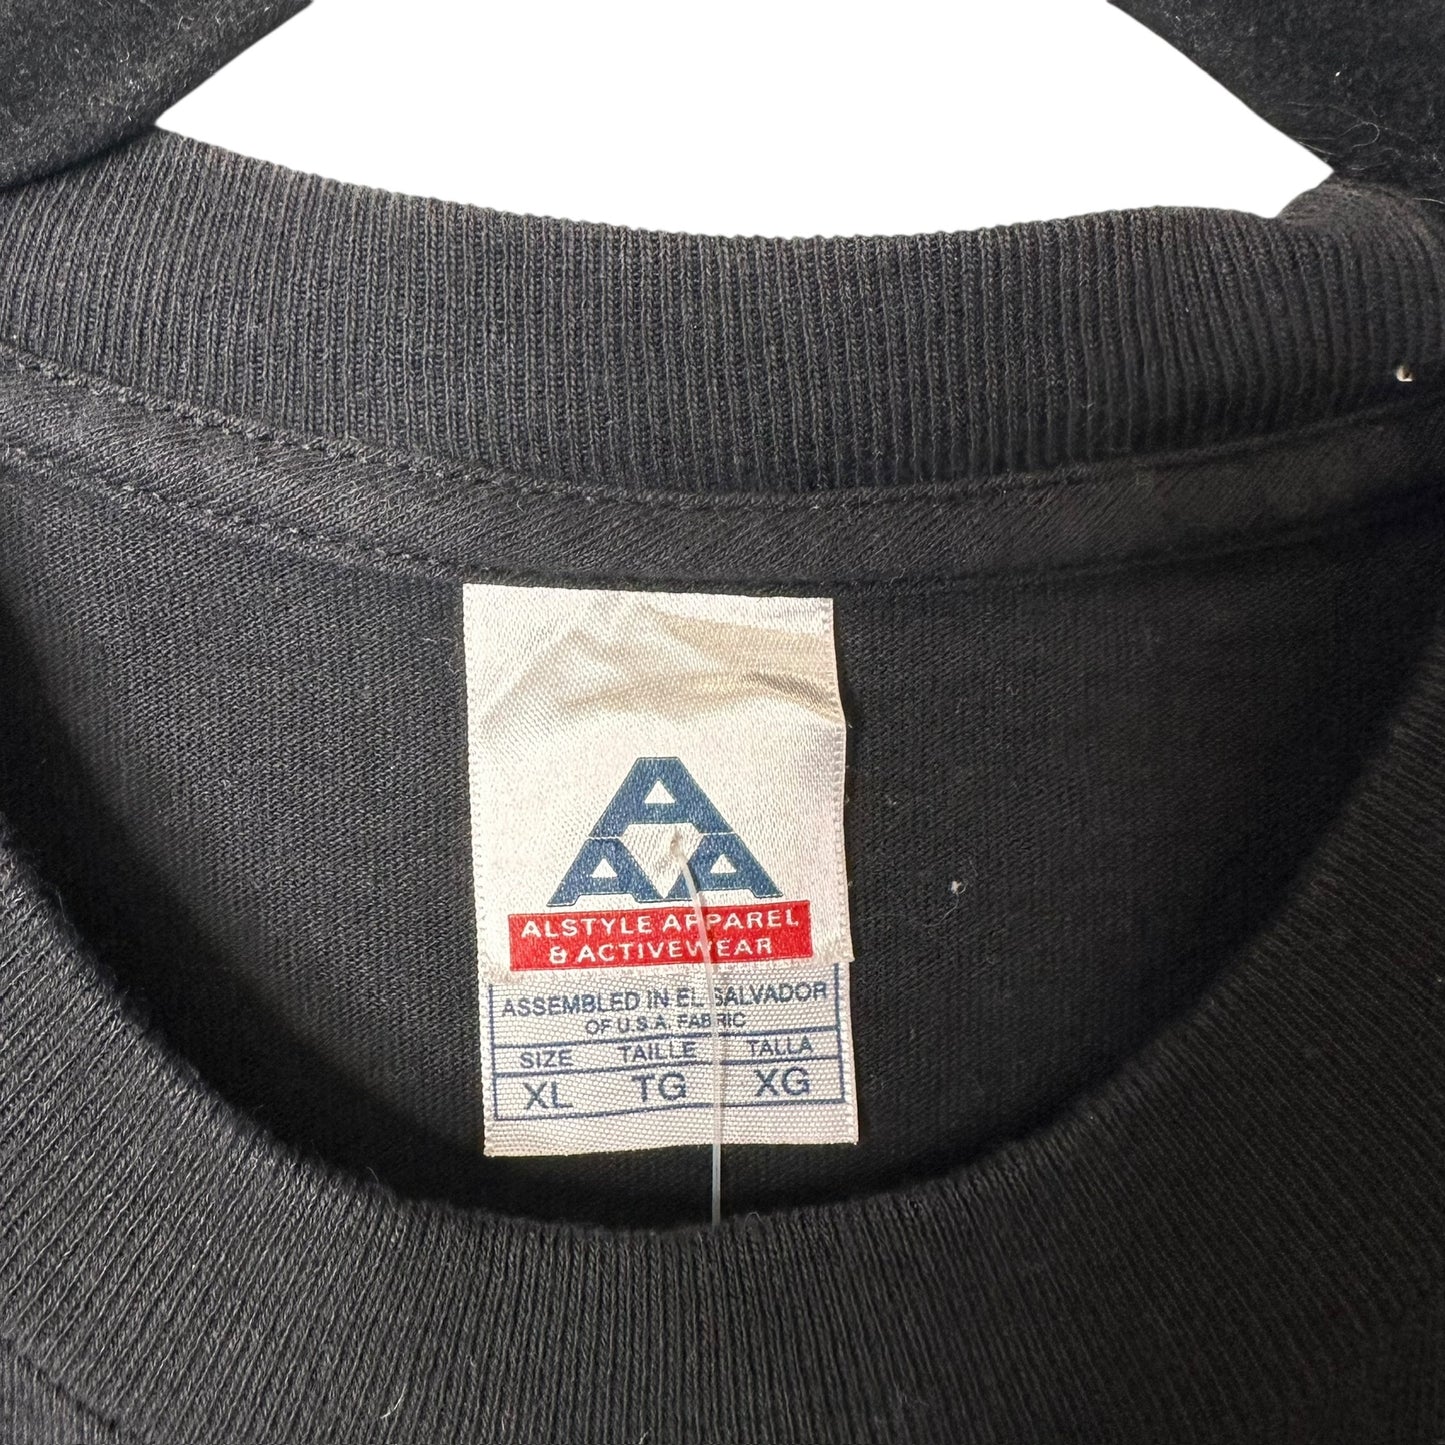 A
A A
ALSTYLE APPAREL
& ACTIVEWEAR
ASSEMBLED IN EL SALVADOR
OF U.S.A. FABRIC
SIZE TAILLE TALLA
XL TG XG